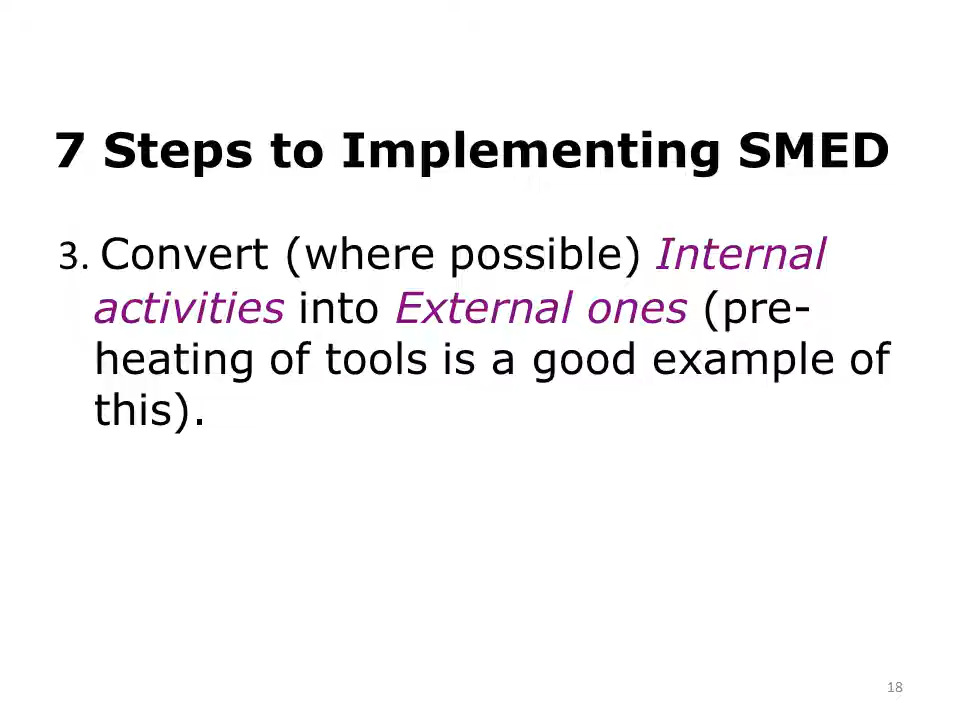 7 Steps to Implementing SMED
3. Convert (where possible) Internal
activities into External ones (pre-
heating of tools is a good example of
this).
18